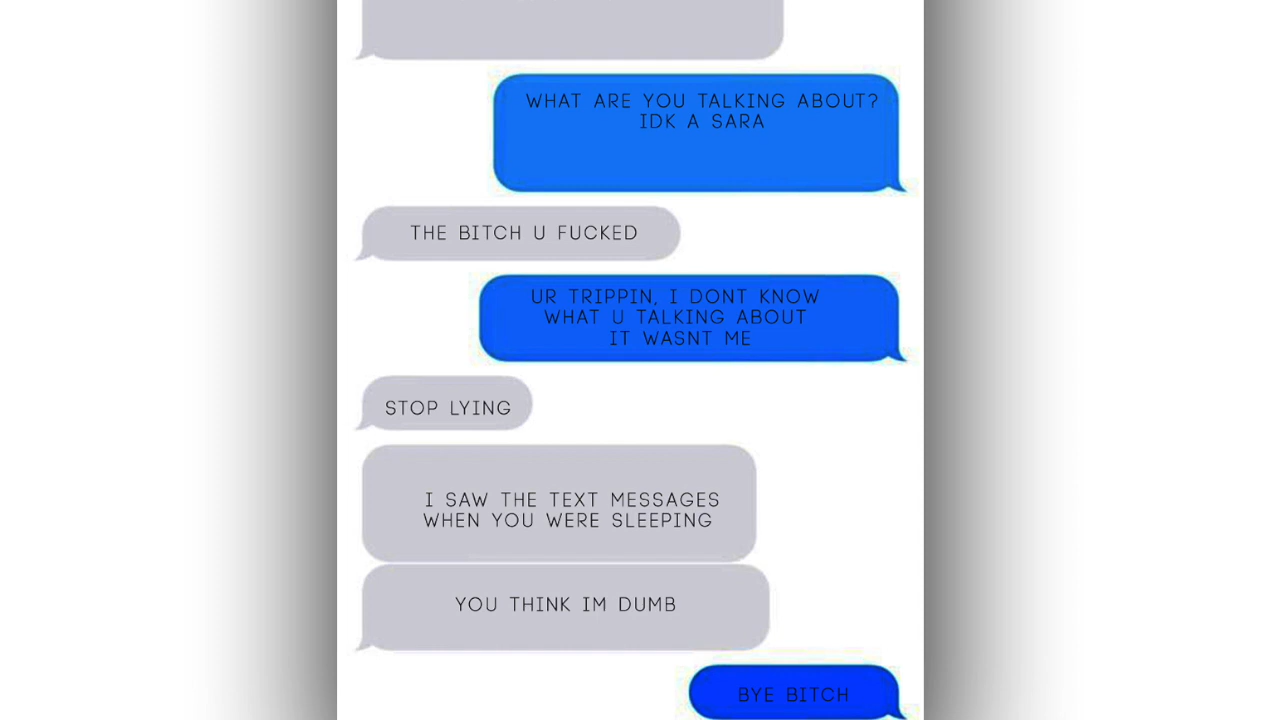 WHAT ARE YOU TALKING ABOUT?
IDK A SARA
THE BITCH U FUCKED
UR TRIPPIN, I DONT KNOW
WHAT U TALKING ABOUT
IT WASNT ME
STOP LYING
I SAW THE TEXT MESSAGES
WHEN YOU WERE SLEEPING
YOU THINK IM DUMB
BYE BITCH